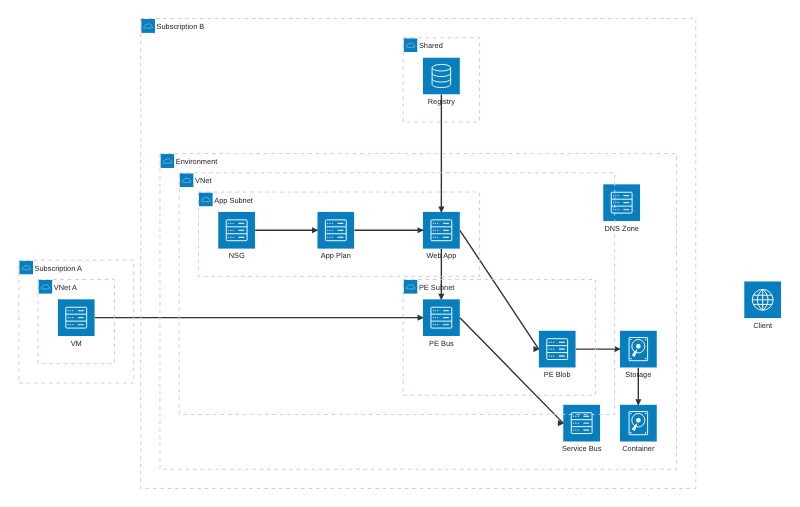 Subscription B
Shared
Registry
Environment
VNet
App Subnet
DNS Zone
NSG
App Plan
Web App
Subscription A
VNet A
PE Subnet
Client
VM
PE Bus
PE Blob
Storage
Service Bus
Container